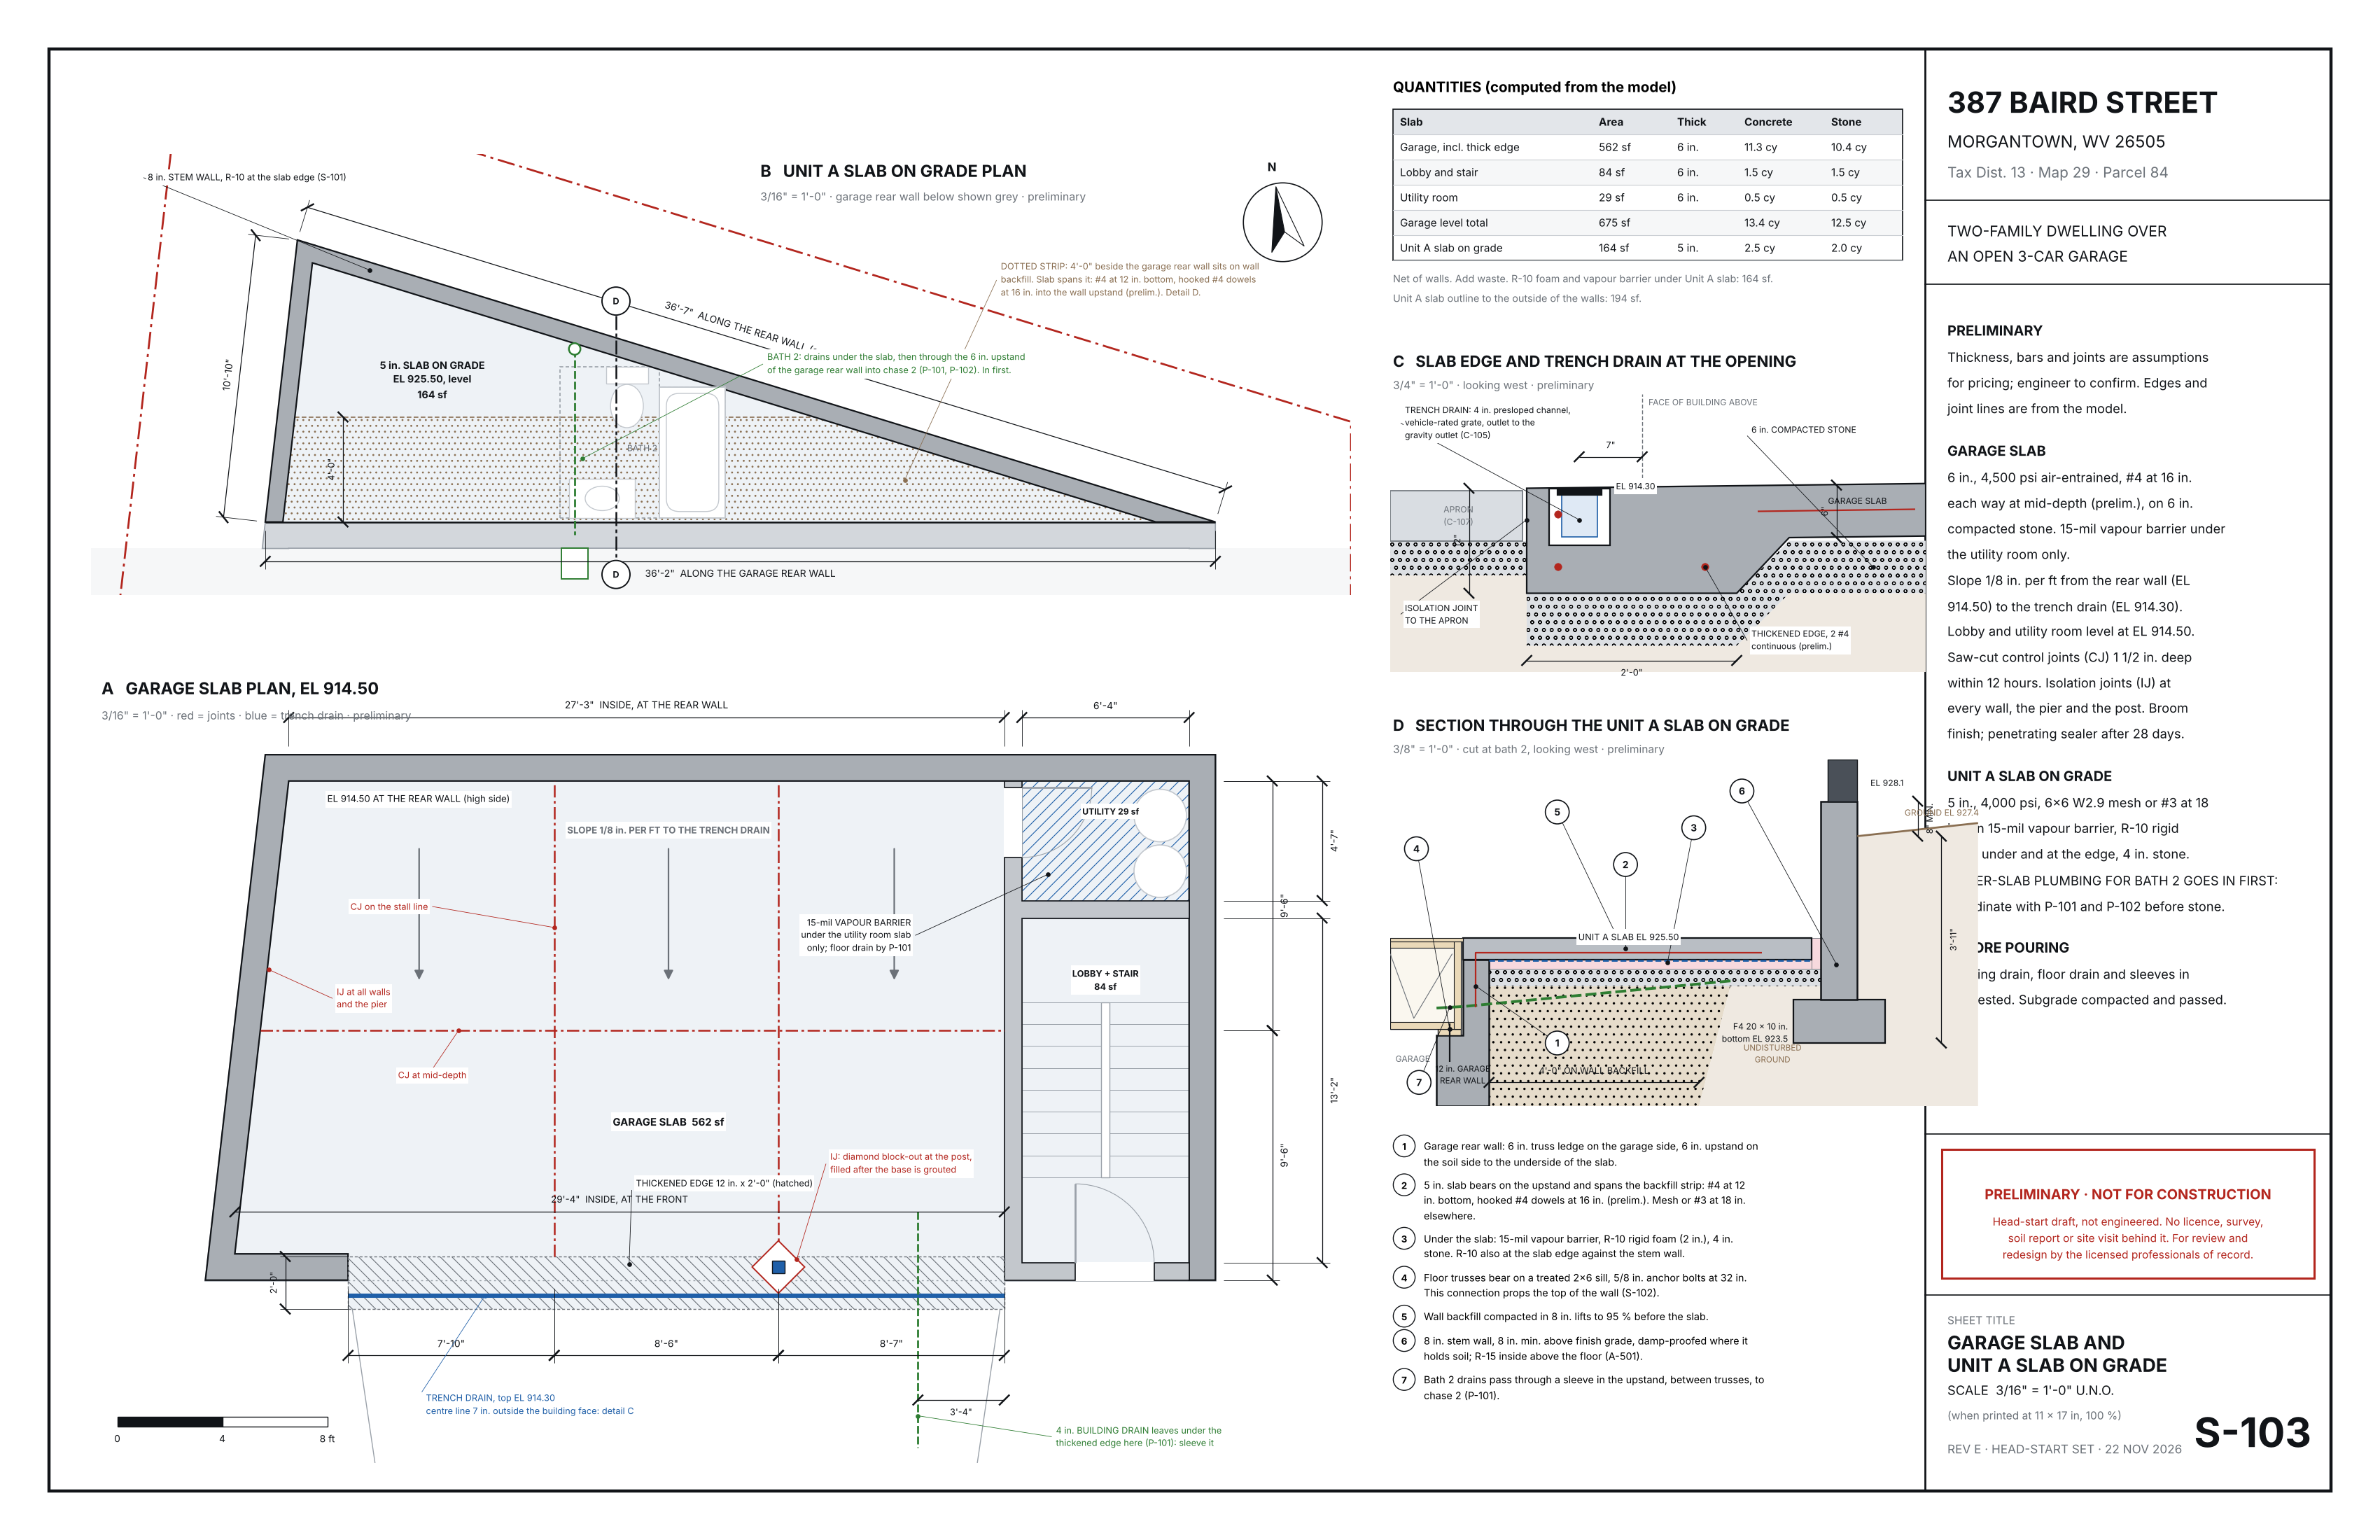 B UNIT A SLAB ON GRADE PLAN
3/16" = 1'-0" · garage rear wall below shown grey · preliminary
N
8 in. STEM WALL, R-10 at the slab edge (S-101)
DOTTED STRIP: 4'-0" beside the garage rear wall sits on wall
backfill. Slab spans it: #4 at 12 in. bottom, hooked #4 dowels
at 16 in. into the wall upstand (prelim.). Detail D.
D
36'-7" ALONG THE REAR WALL
BATH 2: drains under the slab, then through the 6 in. upstand
of the garage rear wall into chase 2 (P-101, P-102). In first.
10'-10"
5 in. SLAB ON GRADE
EL 925.50, level
164 sf
BATH 2
4'-0"
D
36'-2" ALONG THE GARAGE REAR WALL
A GARAGE SLAB PLAN, EL 914.50
3/16" = 1'-0" · red = joints · blue = trench drain · preliminary
27'-3" INSIDE, AT THE REAR WALL
6'-4"
EL 914.50 AT THE REAR WALL (high side)
UTILITY 29 sf
SLOPE 1/8 in. PER FT TO THE TRENCH DRAIN
4'-7"
9'-6"
CJ on the stall line
15-mil VAPOUR BARRIER
under the utility room slab
only; floor drain by P-101
LOBBY + STAIR
84 sf
IJ at all walls
and the pier
CJ at mid-depth
13'-2"
GARAGE SLAB 562 sf
9'-6"
IJ: diamond block-out at the post,
filled after the base is grouted
THICKENED EDGE 12 in. x 2'-0" (hatched)
29'-4" INSIDE, AT THE FRONT
2'-0"
7'-10"
8'-6"
8'-7"
TRENCH DRAIN, top EL 914.30
centre line 7 in. outside the building face: detail C
3'-4"
4 in. BUILDING DRAIN leaves under the
thickened edge here (P-101): sleeve it
0 4 8 ft
QUANTITIES (computed from the model)
Slab Area Thick Concrete Stone
Garage, incl. thick edge 562 sf 6 in. 11.3 cy 10.4 cy
Lobby and stair 84 sf 6 in. 1.5 cy 1.5 cy
Utility room 29 sf 6 in. 0.5 cy 0.5 cy
Garage level total 675 sf 13.4 cy 12.5 cy
Unit A slab on grade 164 sf 5 in. 2.5 cy 2.0 cy
Net of walls. Add waste. R-10 foam and vapour barrier under Unit A slab: 164 sf.
Unit A slab outline to the outside of the walls: 194 sf.
C SLAB EDGE AND TRENCH DRAIN AT THE OPENING
3/4" = 1'-0" · looking west · preliminary
TRENCH DRAIN: 4 in. presloped channel,
vehicle-rated grate, outlet to the
gravity outlet (C-105)
FACE OF BUILDING ABOVE
6 in. COMPACTED STONE
7"
EL 914.30
GARAGE SLAB
6"
APRON
(C-107)
ISOLATION JOINT
TO THE APRON
THICKENED EDGE, 2 #4
continuous (prelim.)
2'-0"
D SECTION THROUGH THE UNIT A SLAB ON GRADE
3/8" = 1'-0" · cut at bath 2, looking west · preliminary
EL 928.1
6
5
3
4
2
GROUND EL 927.4
8" MIN.
UNIT A SLAB EL 925.50
3'-11"
F4 20 × 10 in.
bottom EL 923.5
UNDISTURBED
GROUND
1
GARAGE
2 in. GARAGE
REAR WALL
4'-0" ON WALL BACKFILL
7
1 Garage rear wall: 6 in. truss ledge on the garage side, 6 in. upstand on
the soil side to the underside of the slab.
2 5 in. slab bears on the upstand and spans the backfill strip: #4 at 12
in. bottom, hooked #4 dowels at 16 in. (prelim.). Mesh or #3 at 18 in.
elsewhere.
3 Under the slab: 15-mil vapour barrier, R-10 rigid foam (2 in.), 4 in.
stone. R-10 also at the slab edge against the stem wall.
4 Floor trusses bear on a treated 2×6 sill, 5/8 in. anchor bolts at 32 in.
This connection props the top of the wall (S-102).
5 Wall backfill compacted in 8 in. lifts to 95 % before the slab.
6 8 in. stem wall, 8 in. min. above finish grade, damp-proofed where it
holds soil; R-15 inside above the floor (A-501).
7 Bath 2 drains pass through a sleeve in the upstand, between trusses, to
chase 2 (P-101).
387 BAIRD STREET
MORGANTOWN, WV 26505
Tax Dist. 13 · Map 29 · Parcel 84
TWO-FAMILY DWELLING OVER
AN OPEN 3-CAR GARAGE
PRELIMINARY
Thickness, bars and joints are assumptions
for pricing; engineer to confirm. Edges and
joint lines are from the model.
GARAGE SLAB
6 in., 4,500 psi air-entrained, #4 at 16 in.
each way at mid-depth (prelim.), on 6 in.
compacted stone. 15-mil vapour barrier under
the utility room only.
Slope 1/8 in. per ft from the rear wall (EL
914.50) to the trench drain (EL 914.30).
Lobby and utility room level at EL 914.50.
Saw-cut control joints (CJ) 1 1/2 in. deep
within 12 hours. Isolation joints (IJ) at
every wall, the pier and the post. Broom
finish; penetrating sealer after 28 days.
UNIT A SLAB ON GRADE
5 in., 4,000 psi, 6×6 W2.9 mesh or #3 at 18
15-mil vapour barrier, R-10 rigid
under and at the edge, 4 in. stone.
ER-SLAB PLUMBING FOR BATH 2 GOES IN FIRST:
dinate with P-101 and P-102 before stone.
ORE POURING
ing drain, floor drain and sleeves in
ested. Subgrade compacted and passed.
PRELIMINARY · NOT FOR CONSTRUCTION
Head-start draft, not engineered. No licence, survey,
soil report or site visit behind it. For review and
redesign by the licensed professionals of record.
SHEET TITLE
GARAGE SLAB AND
UNIT A SLAB ON GRADE
SCALE 3/16" = 1'-0" U.N.O.
(when printed at 11 × 17 in, 100 %)
REV E · HEAD-START SET · 22 NOV 2026
S-103